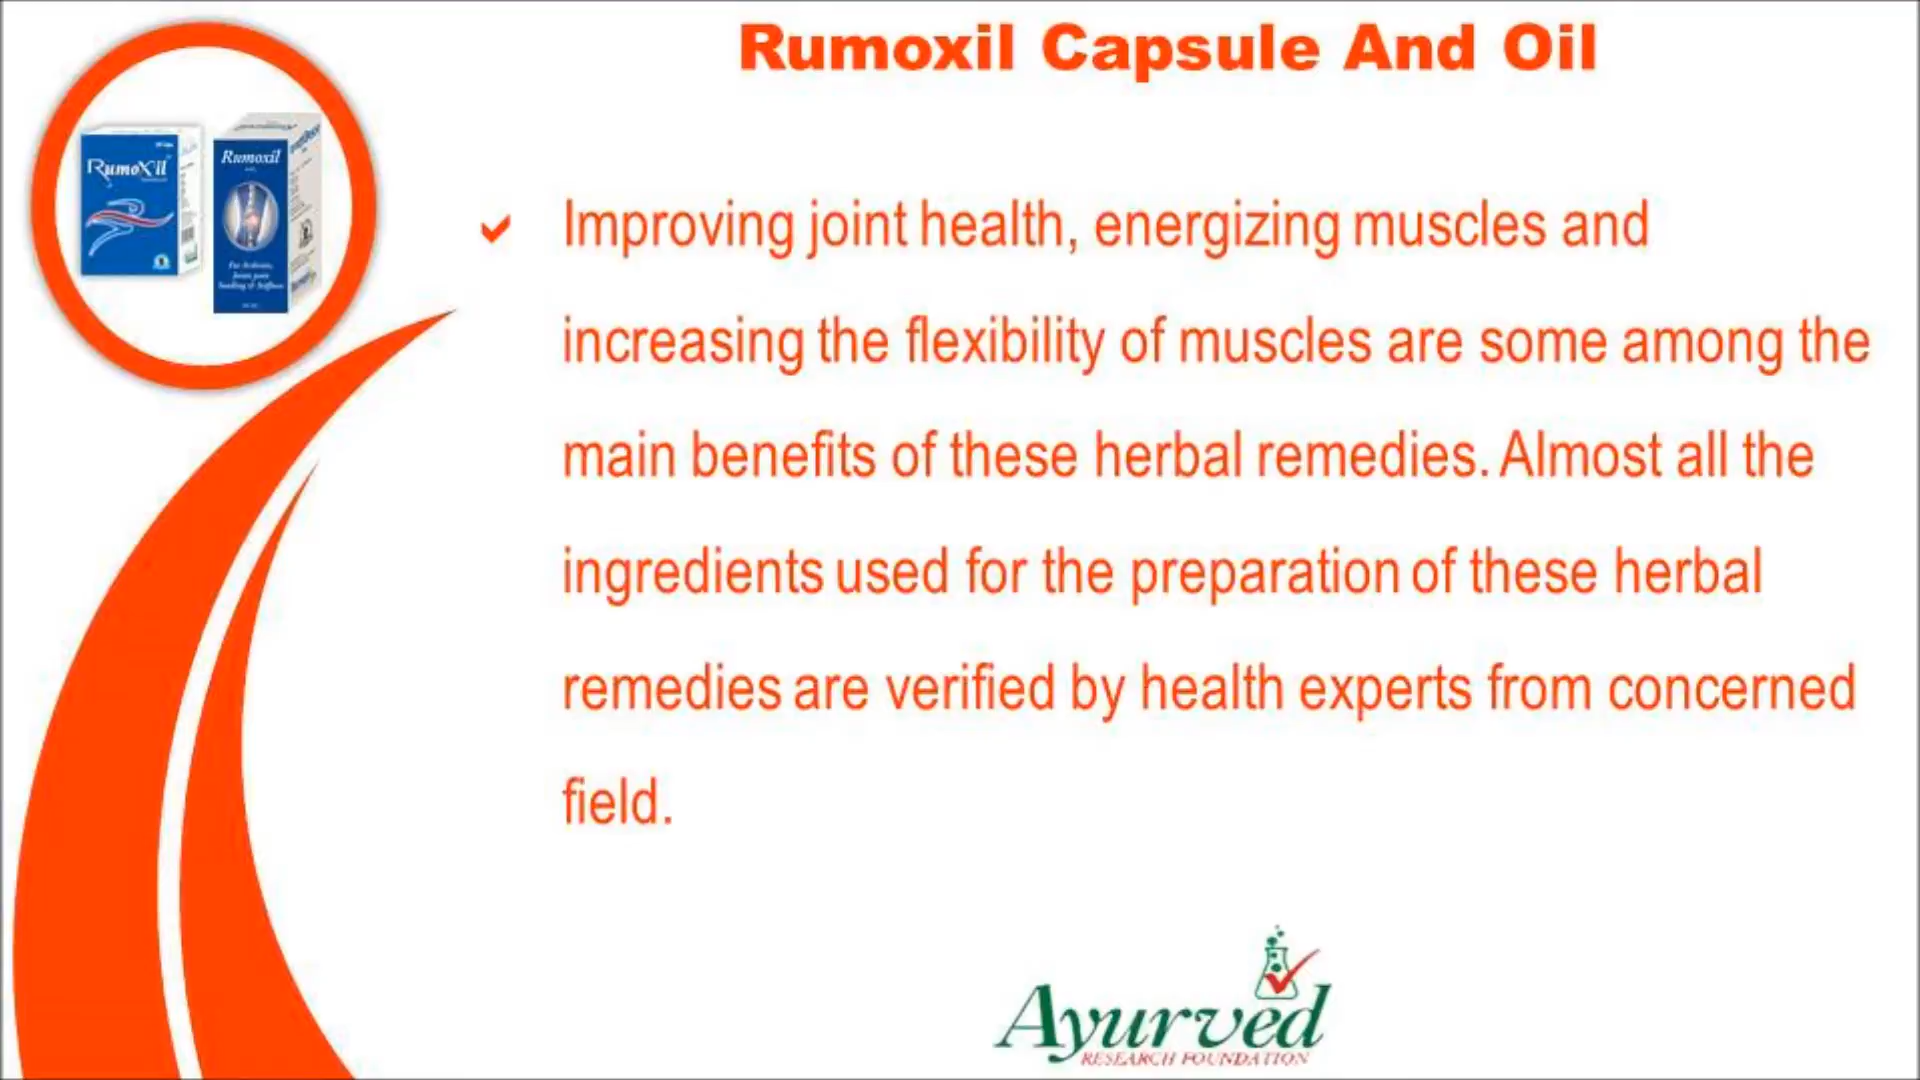 Rumoxil Capsule And Oil
RumoXil
Rumoxil
Improving joint health, energizing muscles and
increasing the flexibility of muscles are some among the
main benefits of these herbal remedies. Almost all the
ingredients used for the preparation of these herbal
remedies are verified by health experts from concerned
field.
Ayurved
RESEARCH FOUNDATION